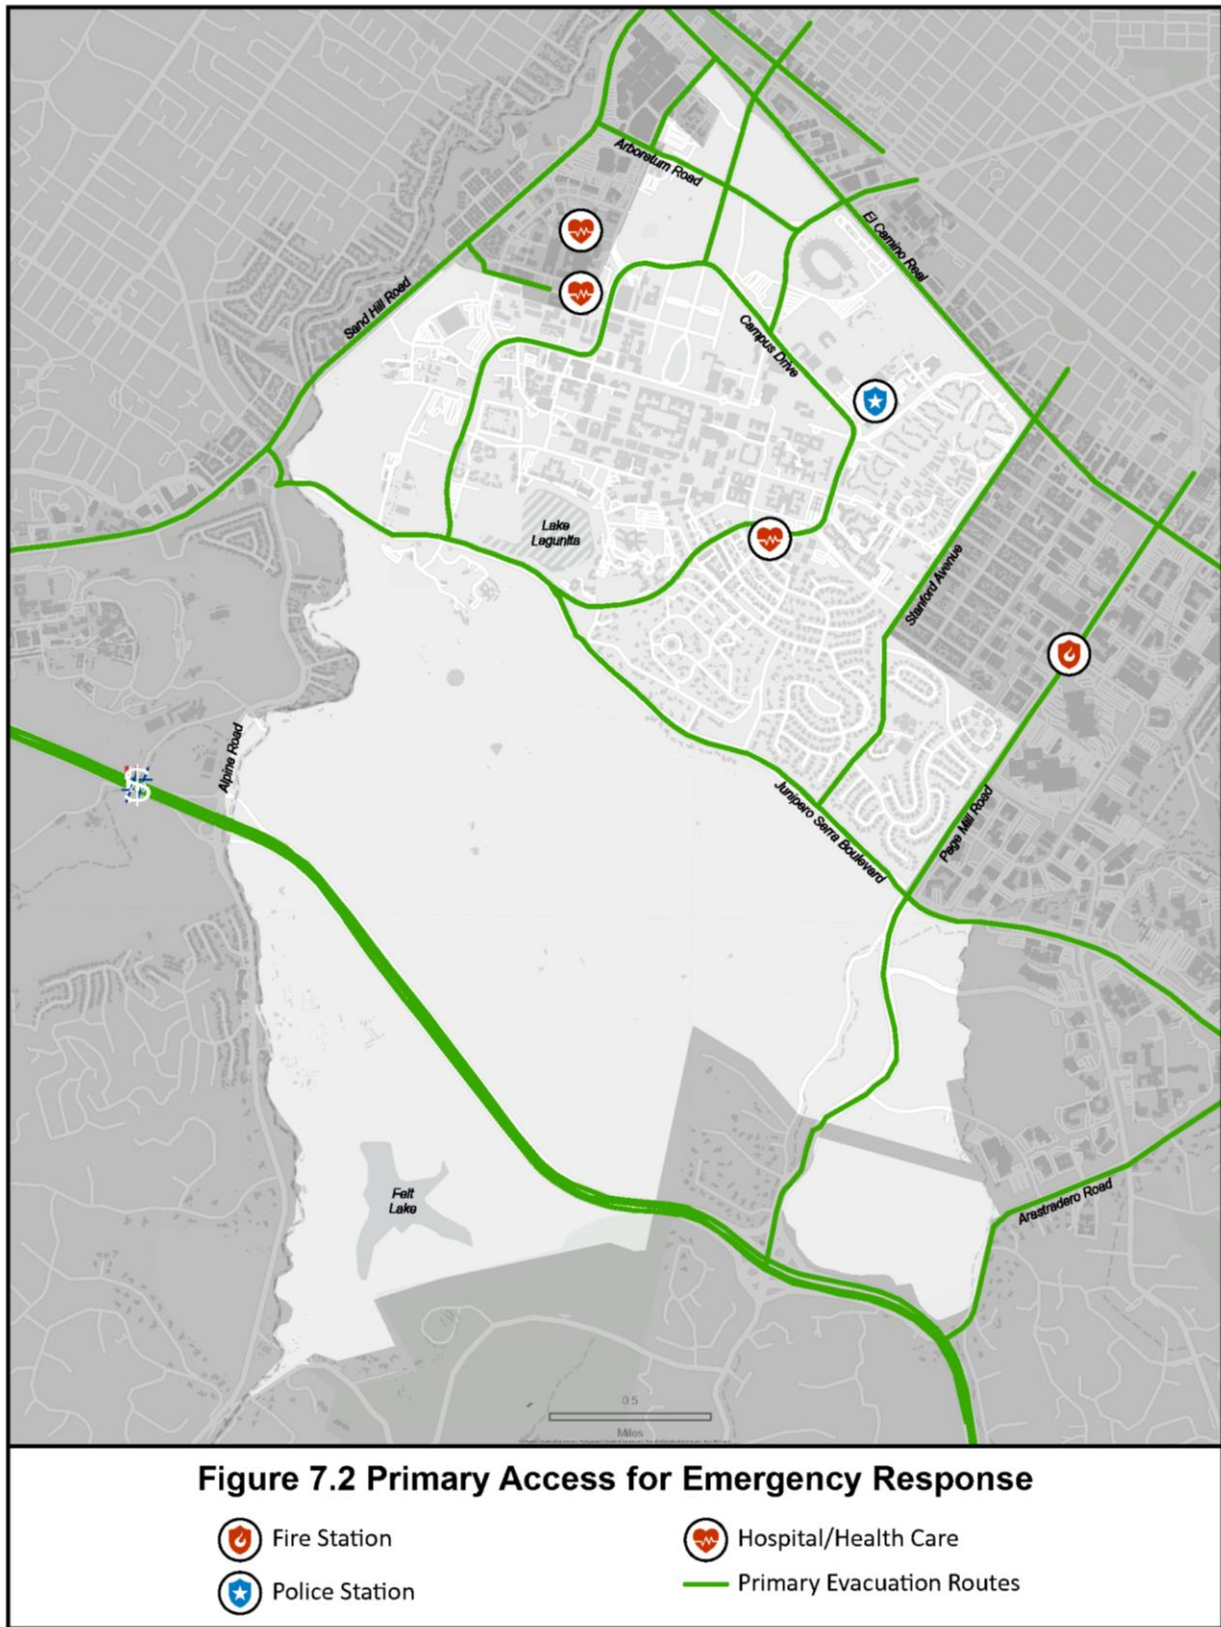 Arboretum Road
El Camino Real
Sand Hill Road
Campus Drive
Lake
Lagunita
Stanford Avenue
Alpine Road
Junipero Serra Boulevard
Page Mill Road
Felt
Lake
Arastradero Road
0.5
Miles
Figure 7.2 Primary Access for Emergency Response
Fire Station
Hospital/Health Care
Police Station
Primary Evacuation Routes